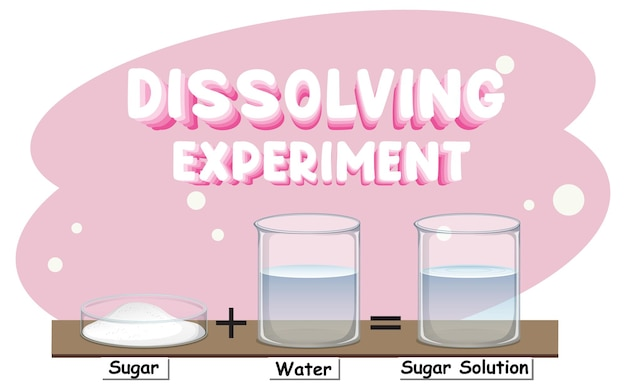 DISSOLVING
EXPERIMENT
+ =
Sugar Water Sugar Solution